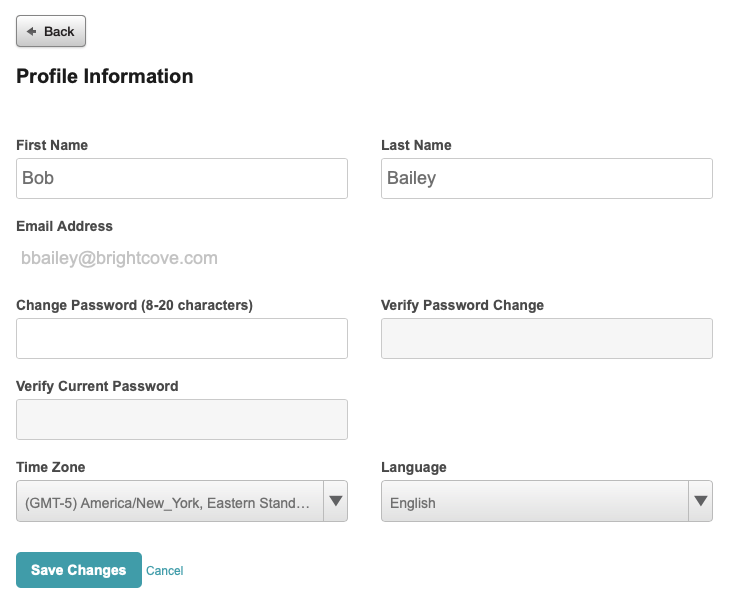 Back
Profile Information
First Name
Last Name
Bob
Bailey
Email Address
bbailey@brightcove.com
Change Password (8-20 characters)
Verify Password Change
Verify Current Password
Time Zone
Language
(GMT-5) America/New_York, Eastern Stand...
English
Save Changes
Cancel